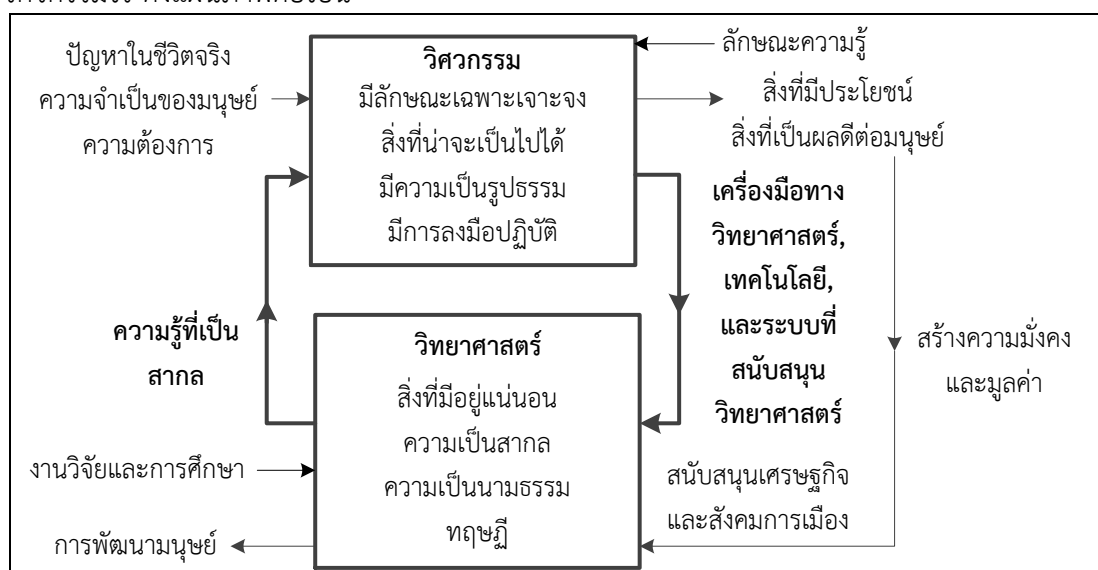 ปัญหาในชีวิตจริง
ความจำเป็นของมนุษย์
ความต้องการ
วิศวกรรม
มีลักษณะเฉพาะเจาะจง
สิ่งที่น่าจะเป็นไปได้
มีความเป็นรูปธรรม
มีการลงมือปฏิบัติ
ลักษณะความรู้
สิ่งที่มีประโยชน์
สิ่งที่เป็นผลดีต่อมนุษย์
เครื่องมือทาง
วิทยาศาสตร์,
เทคโนโลยี,
และระบบที่
สนับสนุน
วิทยาศาสตร์
ความรู้ที่เป็น
สากล
วิทยาศาสตร์
สิ่งที่มีอยู่แน่นอน
ความเป็นสากล
ความเป็นนามธรรม
ทฤษฏี
สร้างความมั่งคง
และมูลค่า
งานวิจัยและการศึกษา
การพัฒนามนุษย์
สนับสนุนเศรษฐกิจ
และสังคมการเมือง